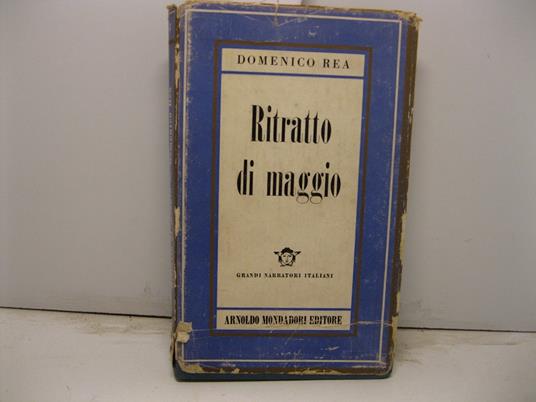 DOMENICO REA
Ritratto
di maggio
GRANDI NARRATORI ITALIANI
ARNOLDO MONDADORI EDITORE